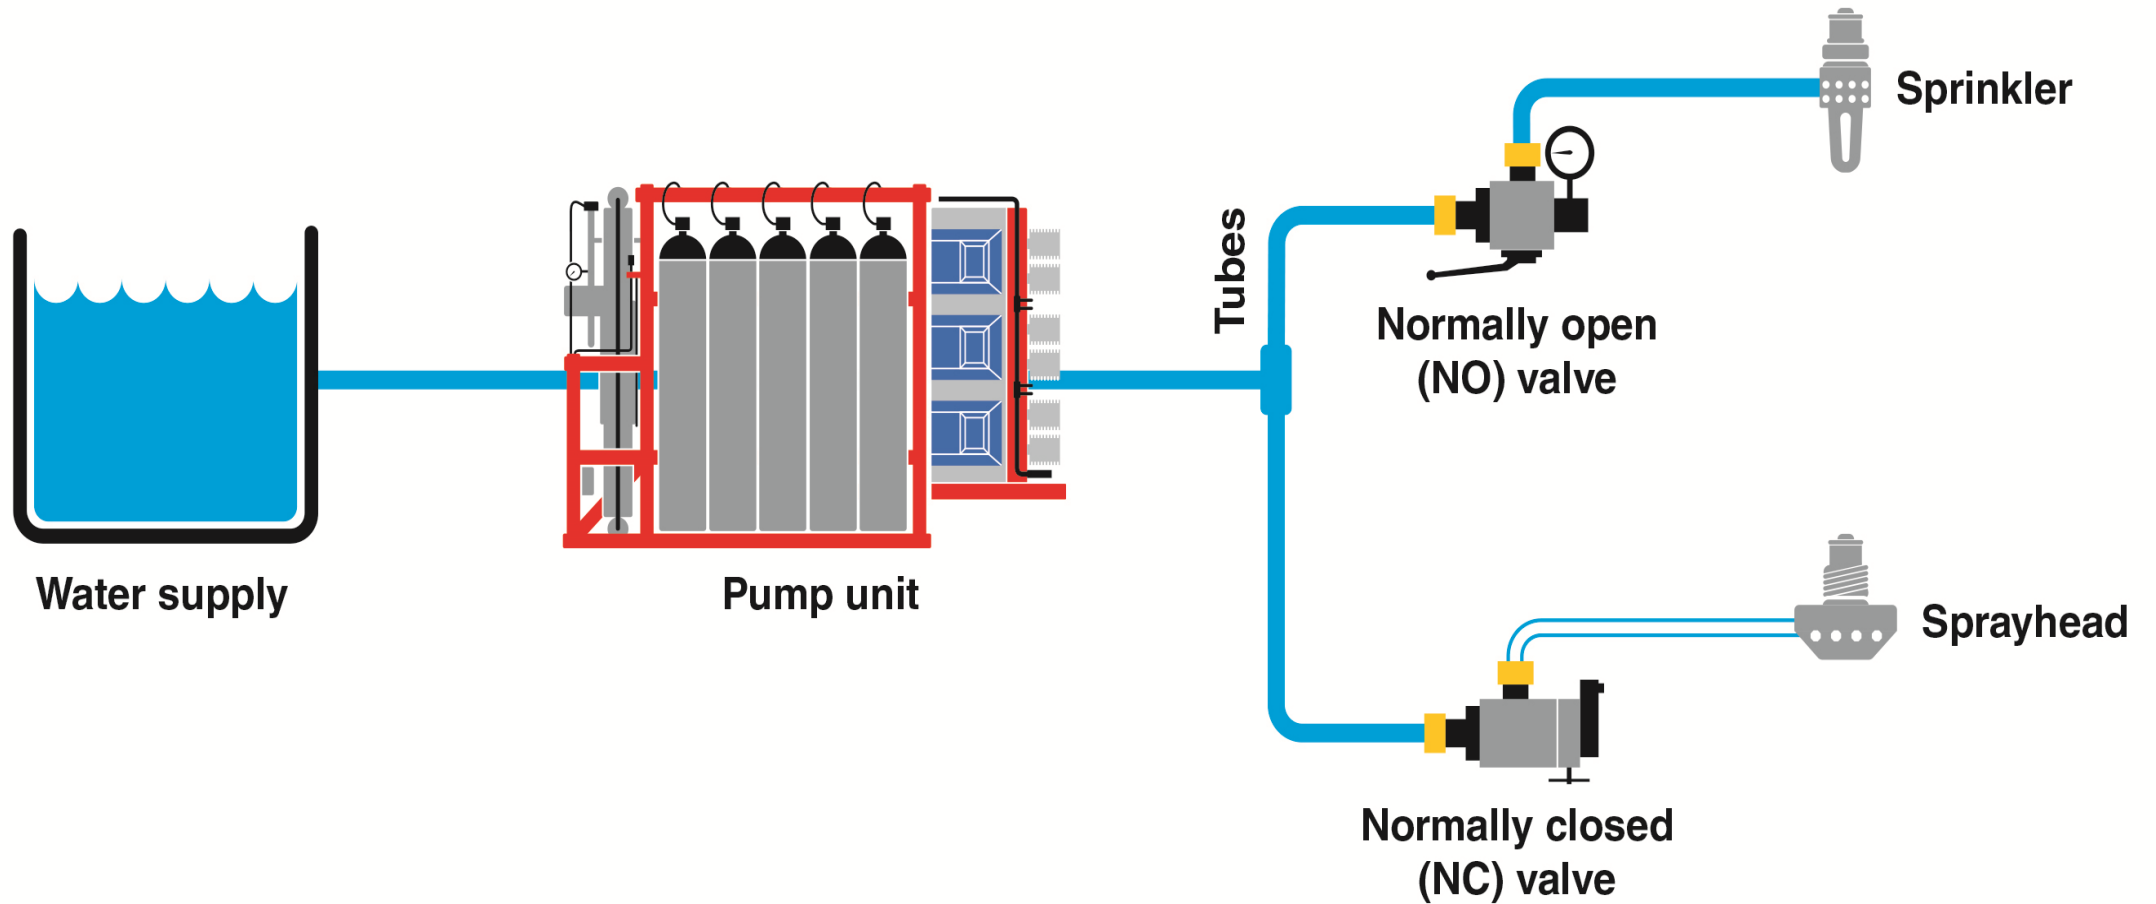 Sprinkler
Tubes
Normally open
(NO) valve
Water supply
Pump unit
Sprayhead
Normally closed
(NC) valve